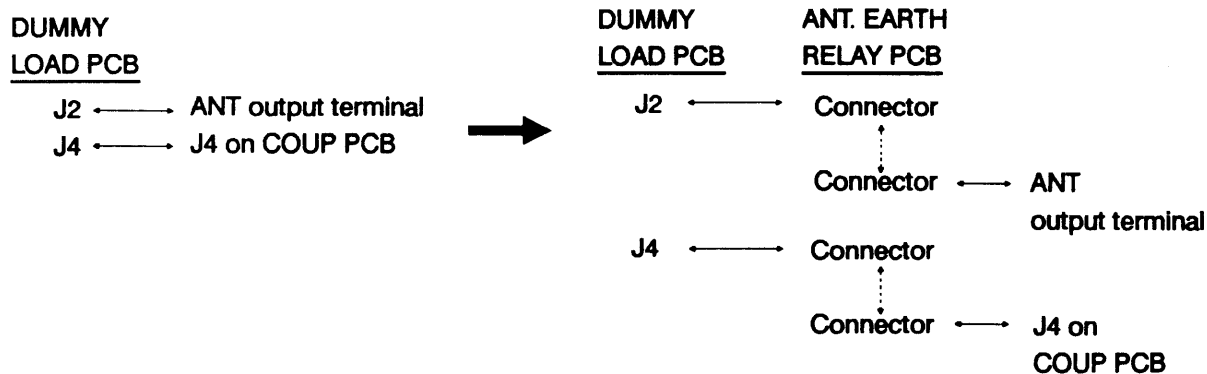 DUMMY
LOAD PCB
J2 ANT output terminal
J4 J4 on COUP PCB
DUMMY
LOAD PCB
ANT. EARTH
RELAY PCB
J2 Connector
Connector ANT
output terminal
J4 Connector
Connector J4 on
COUP PCB